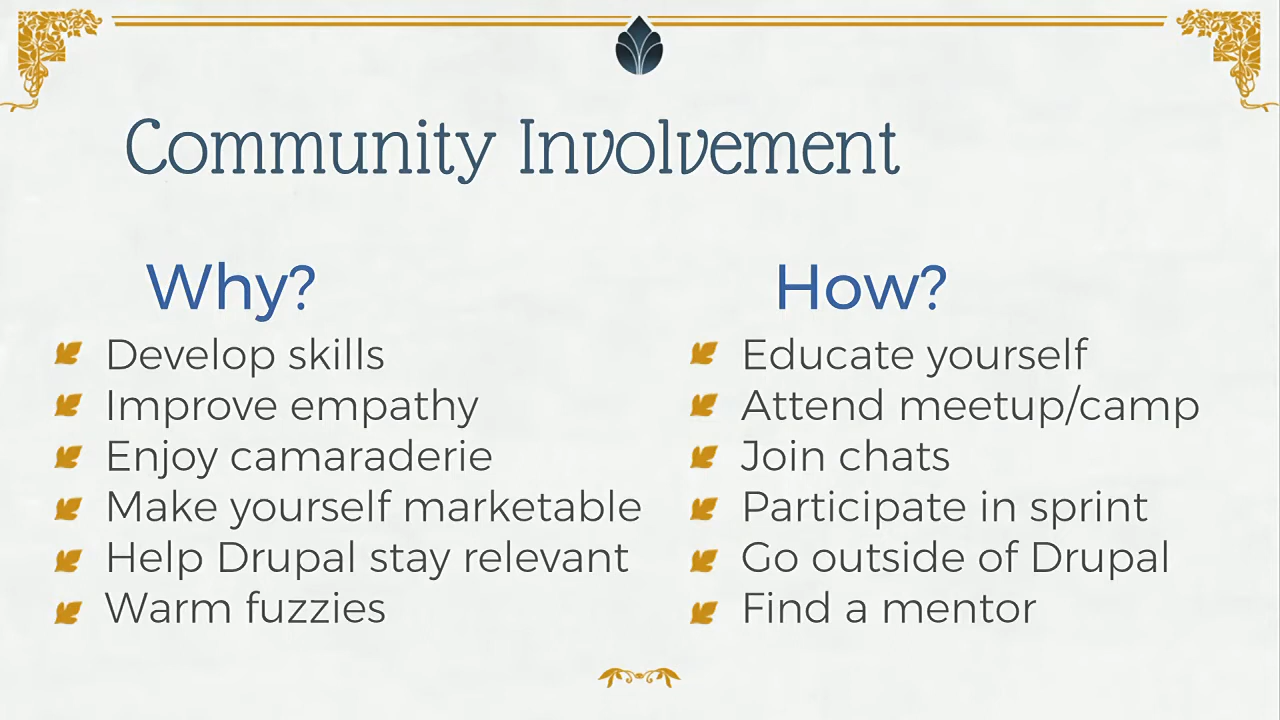 Community Involvement
Why?
Develop skills
Improve empathy
Enjoy camaraderie
Make yourself marketable
Help Drupal stay relevant
Warm fuzzies
How?
Educate yourself
Attend meetup/camp
Join chats
Participate in sprint
Go outside of Drupal
Find a mentor